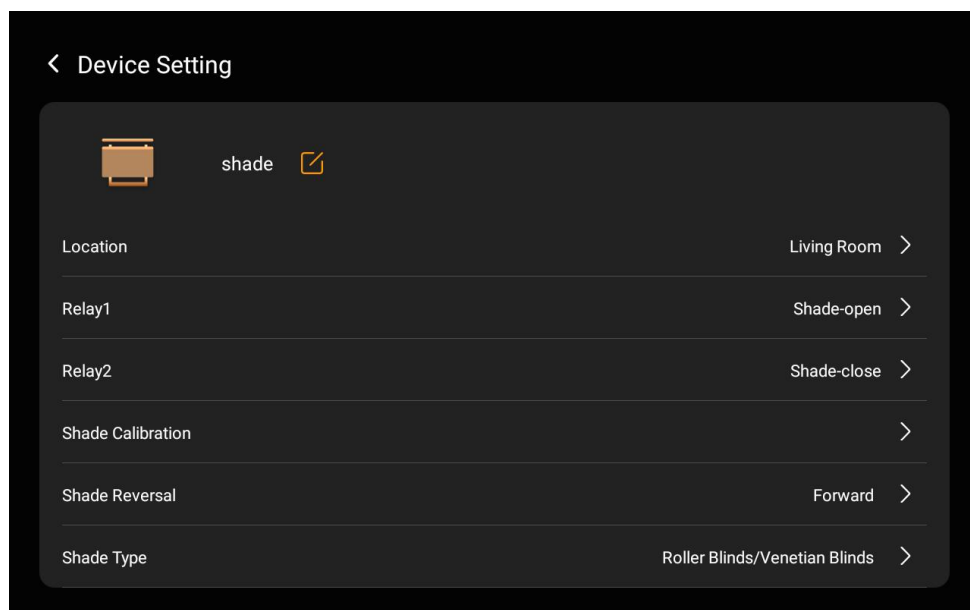 Device Setting
shade
Location Living Room
Relay1 Shade-open
Relay2 Shade-close
Shade Calibration
Shade Reversal Forward
Shade Type Roller Blinds/Venetian Blinds